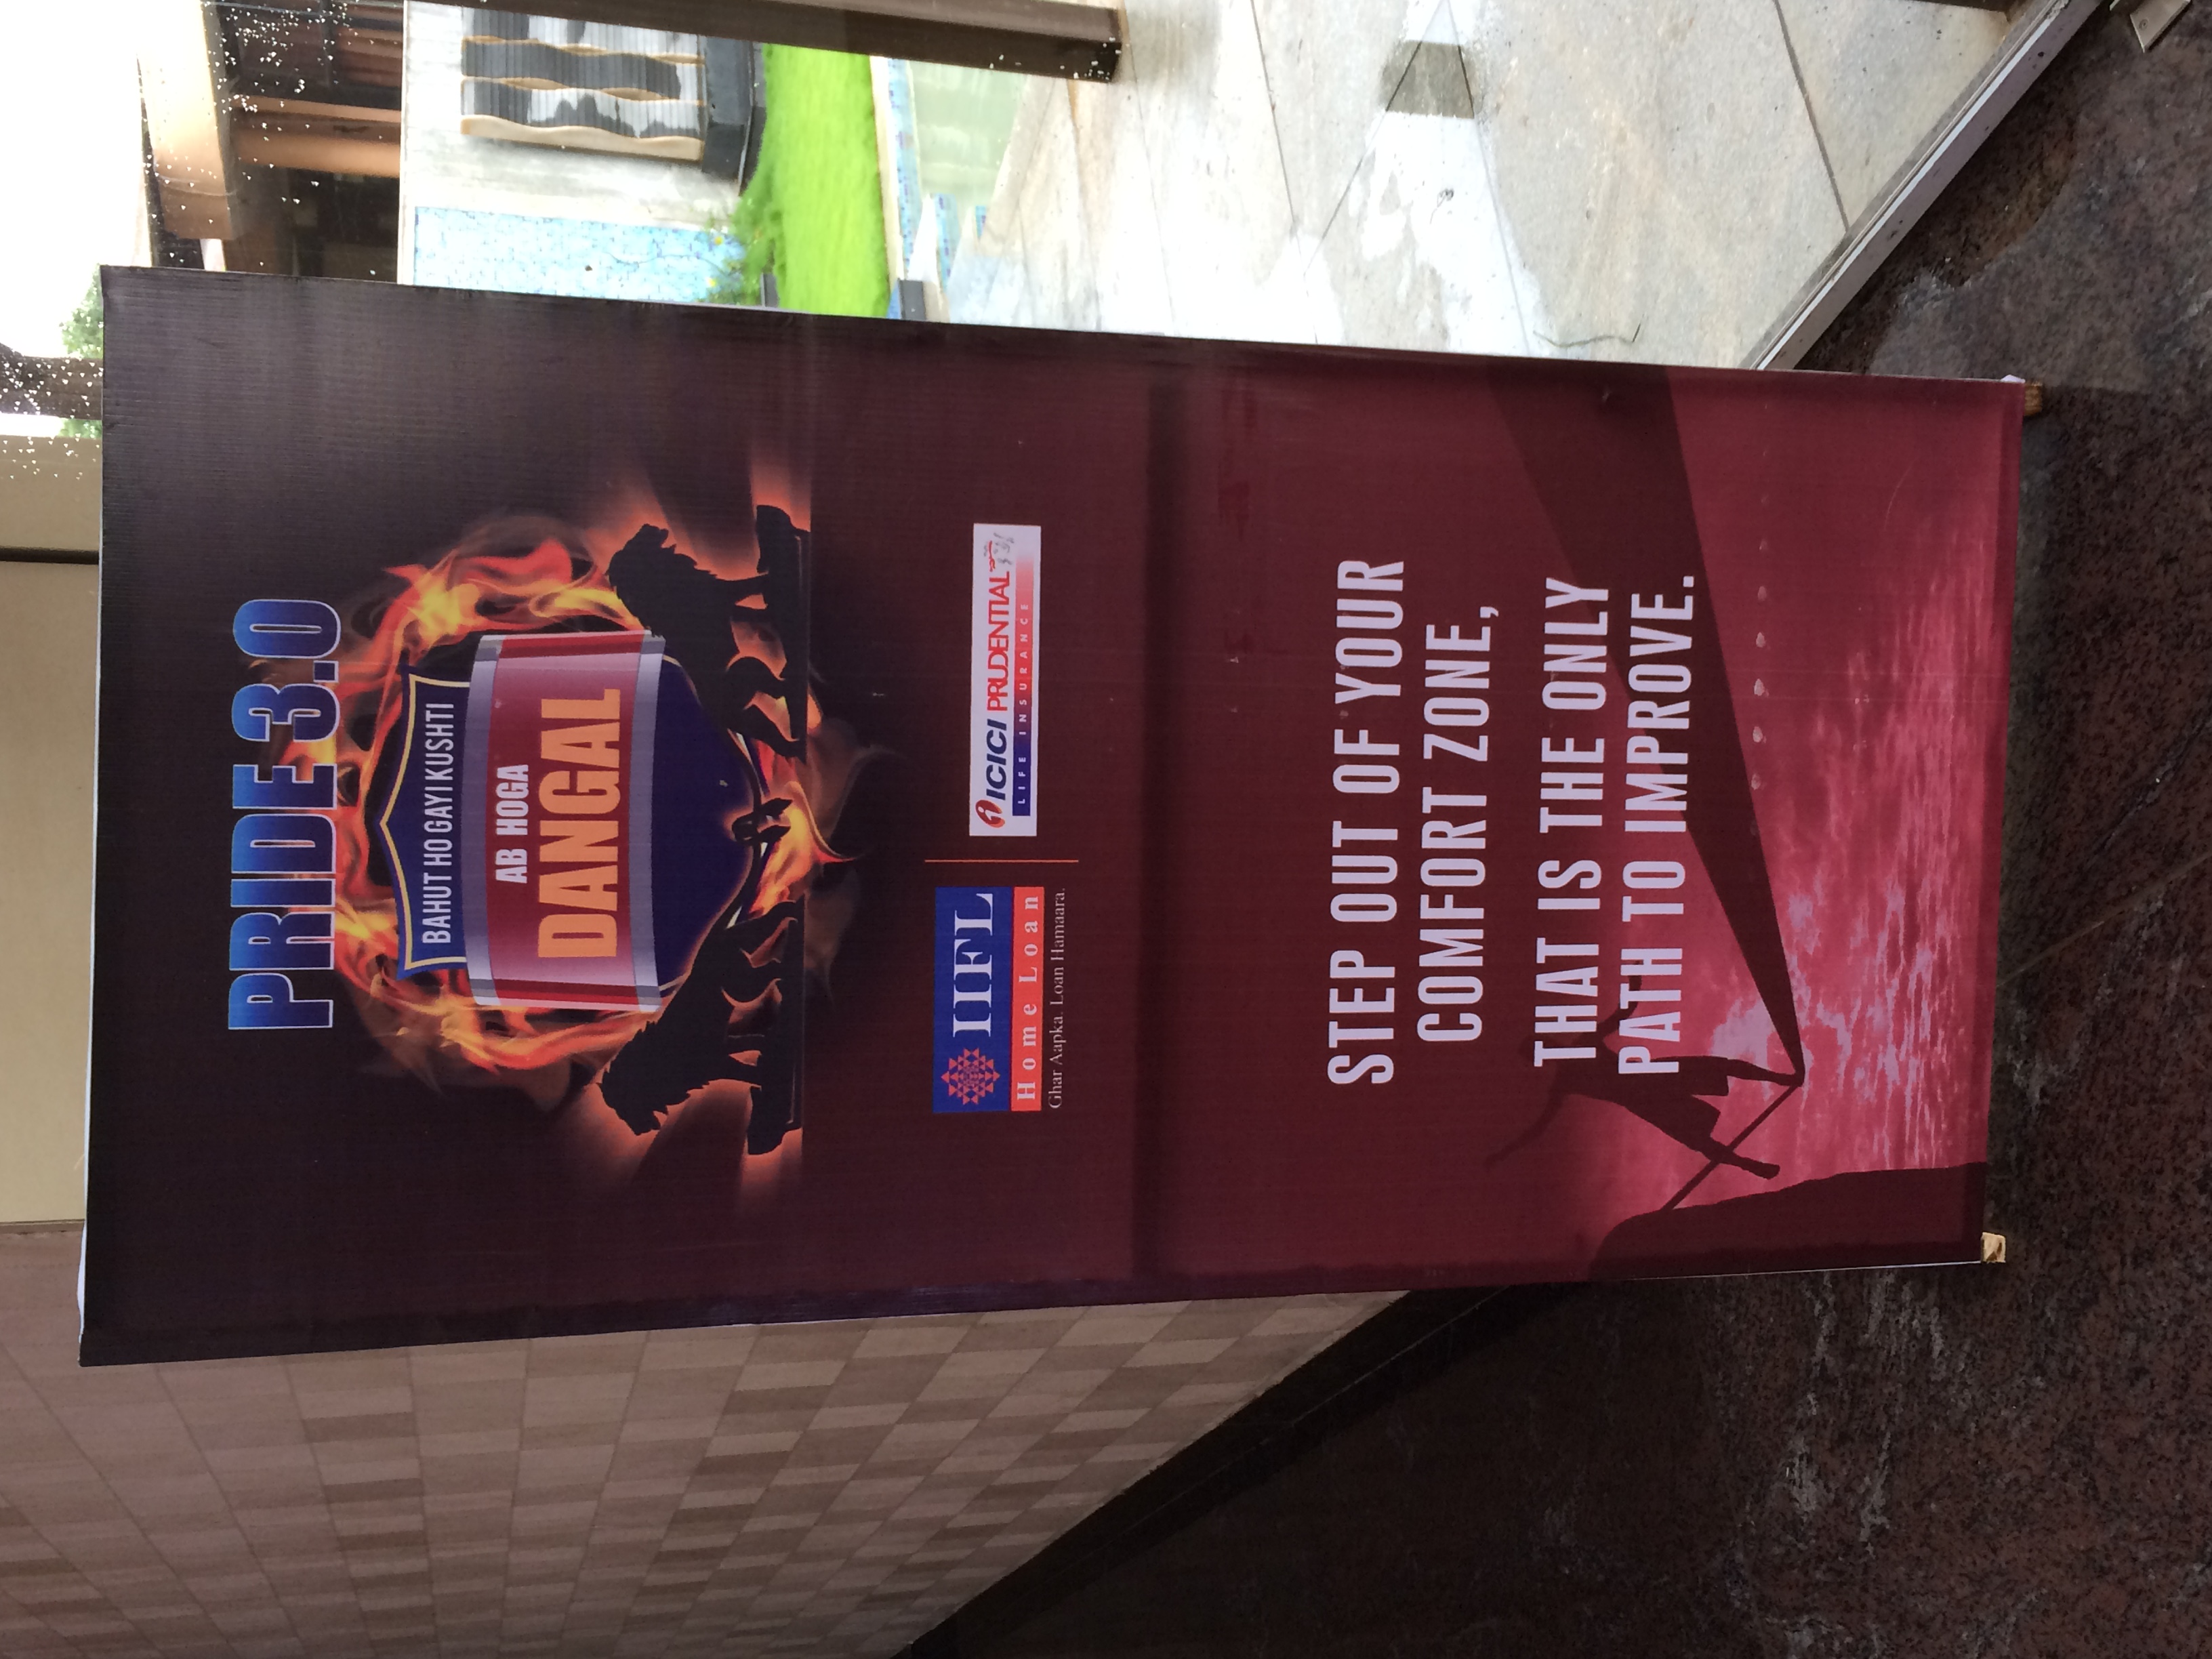 PRIDE 3.0
BAHUT HO GAYI KUSHTI
AB HOGA
DANGAL
IIFL
Home Loan
Ghar Aapka. Loan Hamaara.
ICICI PRUDENTIAL
LIFE INSURANCE
STEP OUT OF YOUR
COMFORT ZONE,
THAT IS THE ONLY
PATH TO IMPROVE.